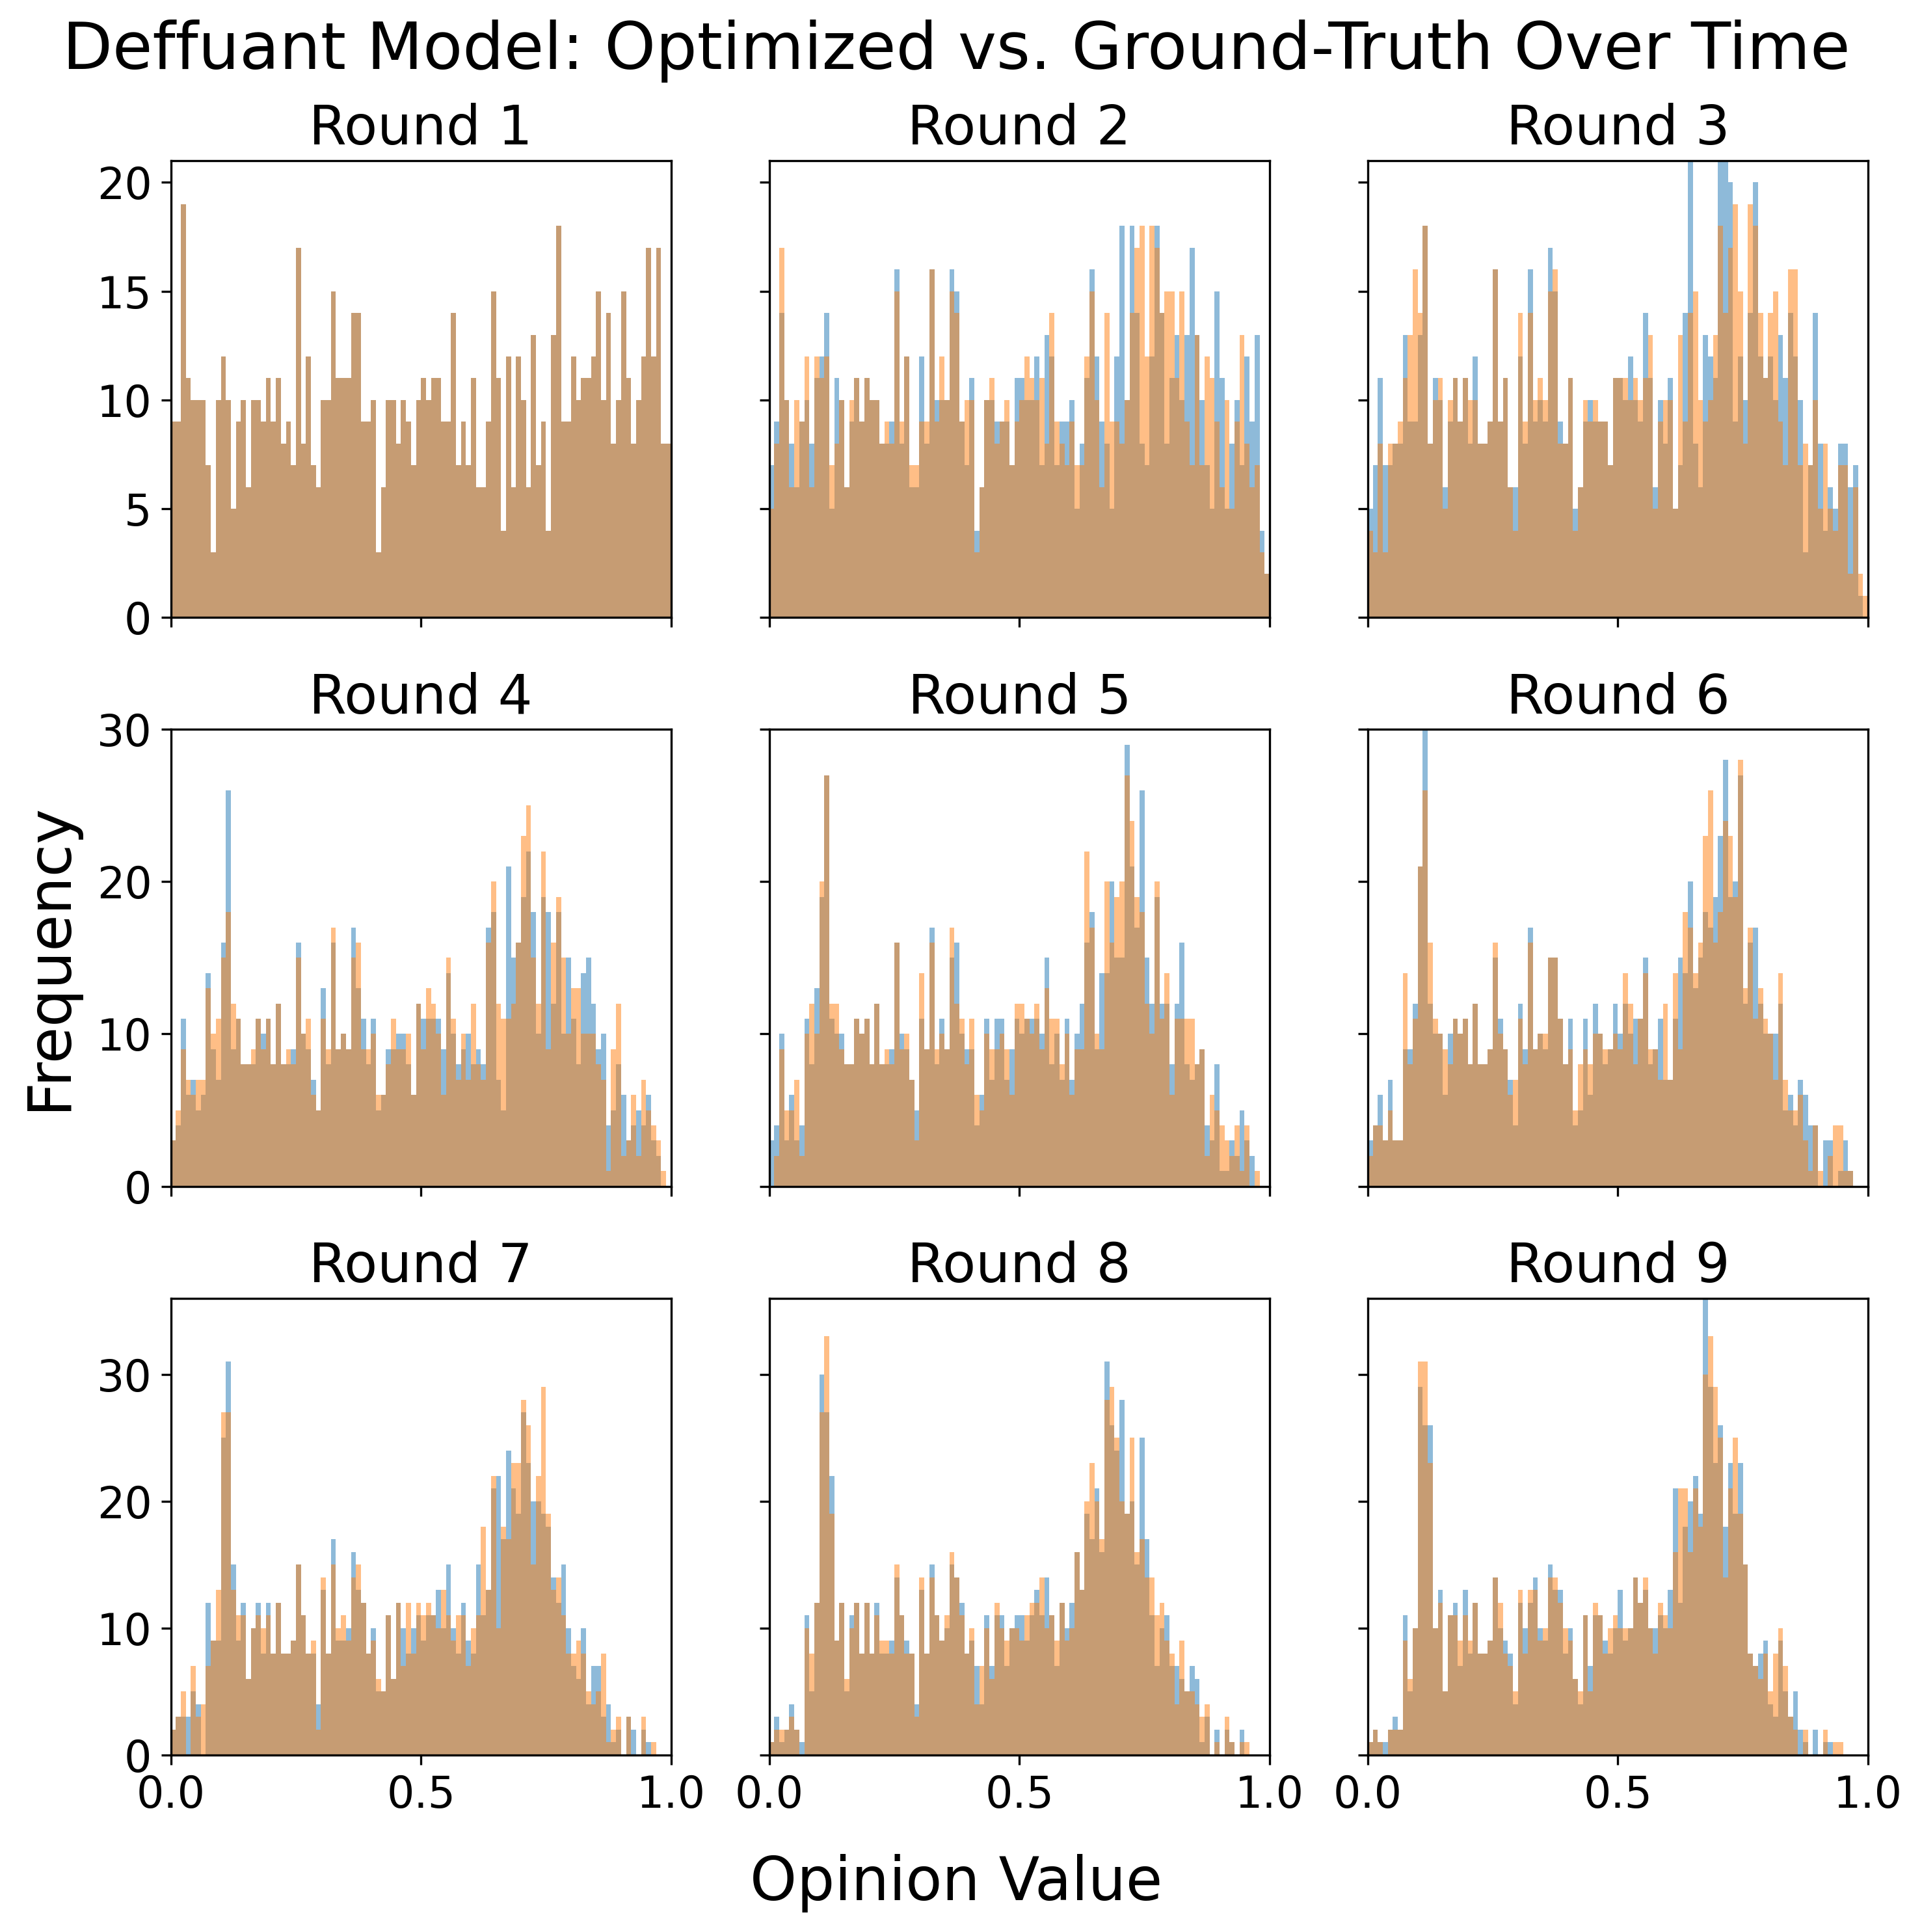 Deffuant Model: Optimized vs. Ground-Truth Over Time
Round 1
Round 2
Round 3
20
15
10
5
0
Round 4
Round 5
Round 6
30
20
10
0
Frequency
Round 7
Round 8
Round 9
30
20
10
0
0.0 0.5 1.0 0.0 0.5 1.0 0.0 0.5 1.0
Opinion Value